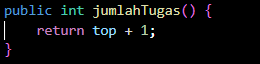 public int jumlahTugas() {
    return top + 1;
}